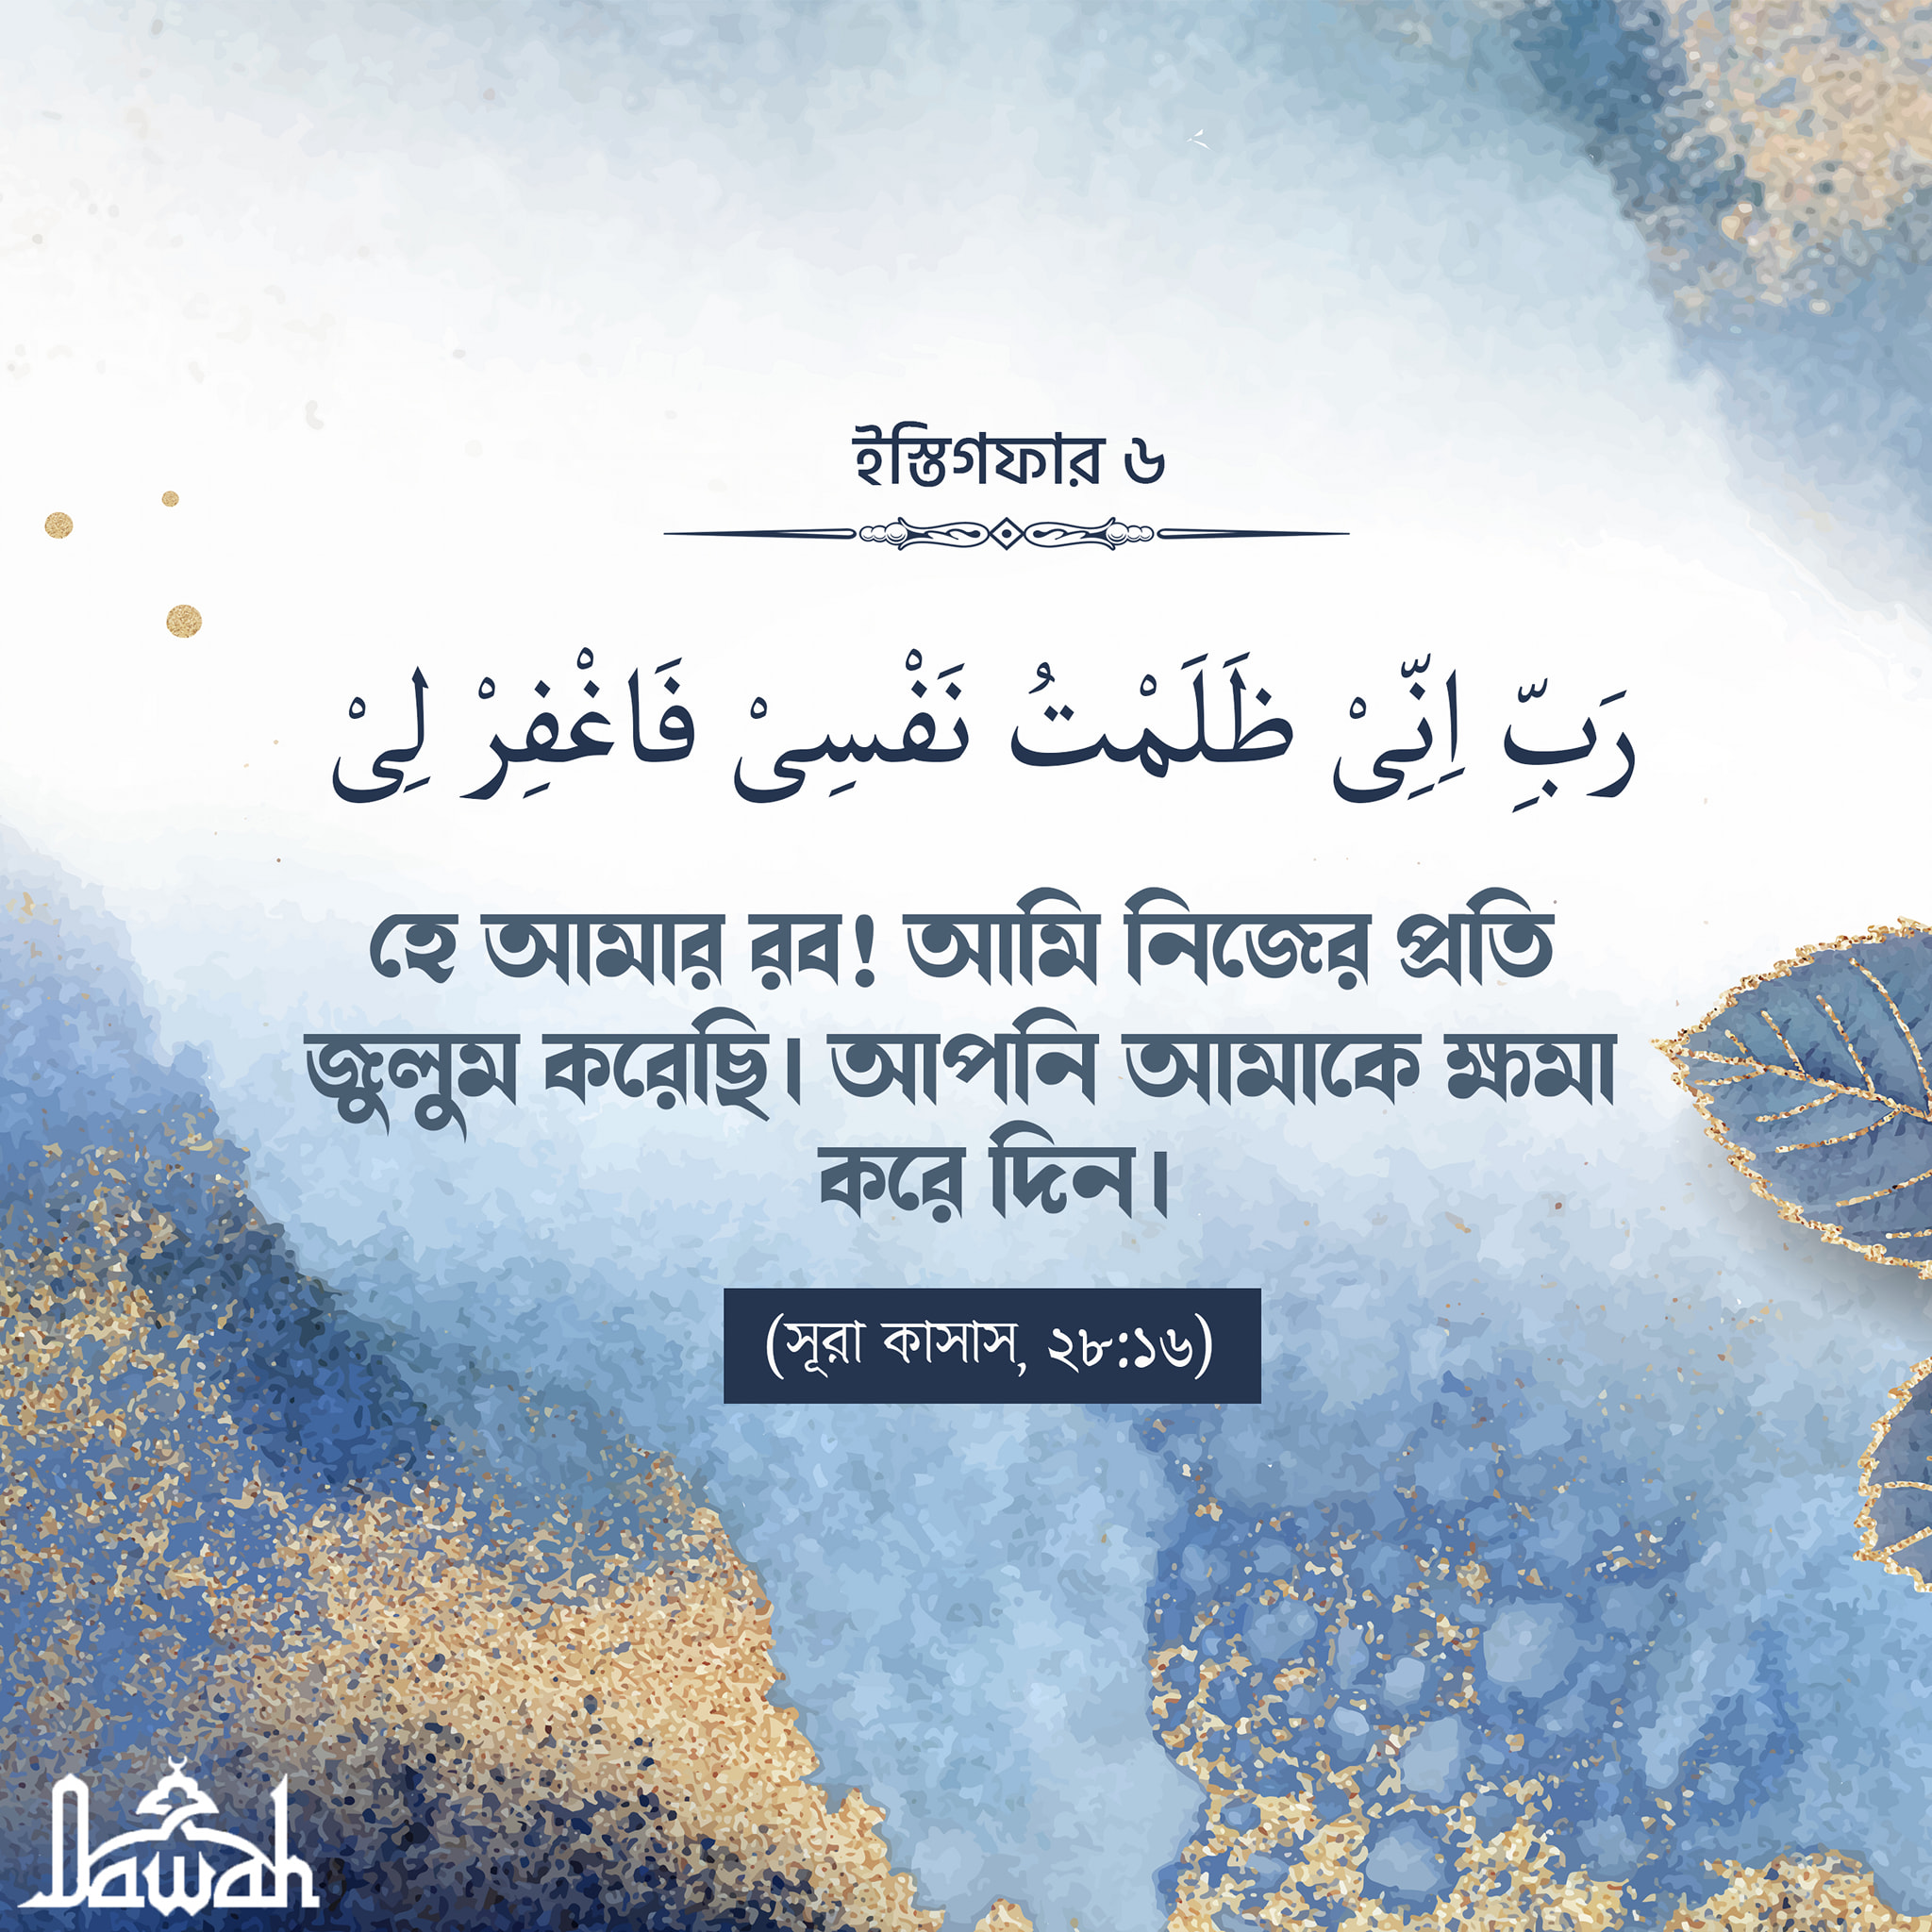 ইস্তিগফার ৬
رَبِّ اِنِّىْ ظَلَمْتُ نَفْسِىْ فَاغْفِرْ لِىْ
হে আমার রব! আমি নিজের প্রতি
জুলুম করেছি। আপনি আমাকে ক্ষমা
করে দিন।
(সূরা কাসাস, ২৮:১৬)
Dawah